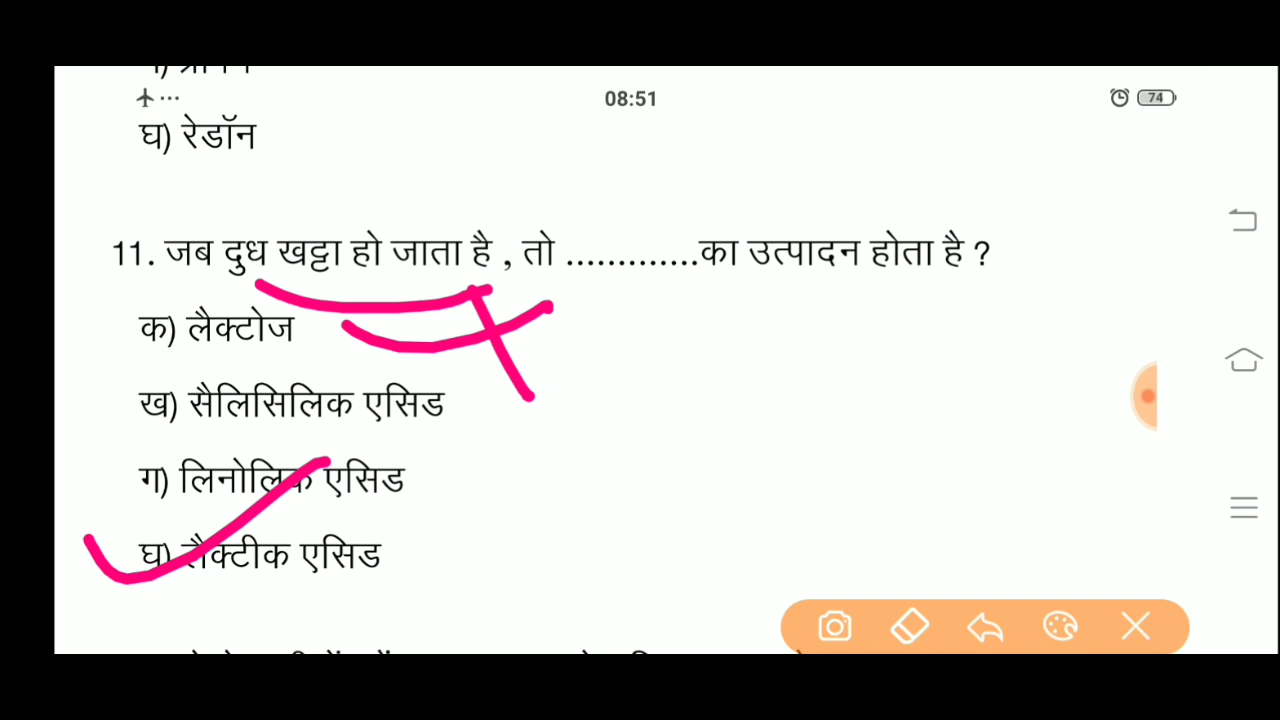 08:51
74
घ) रेडॉन
11. जब दुध खट्टा हो जाता है , तो .............का उत्पादन होता है ?
क) लैक्टोज
ख) सैलिसिलिक एसिड
ग) लिनोलिक एसिड
घ) लैक्टीक एसिड